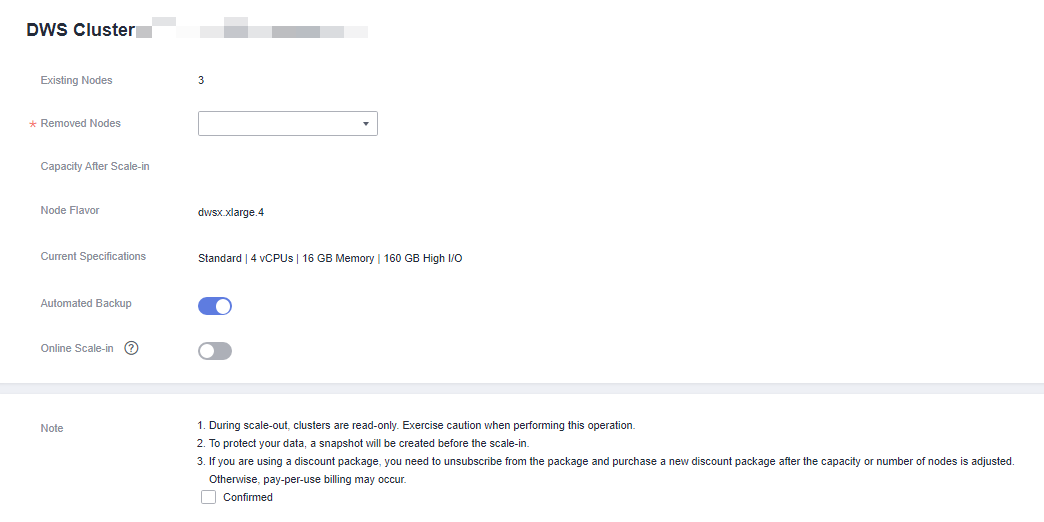 DWS Cluster
Existing Nodes 3
* Removed Nodes
Capacity After Scale-in
Node Flavor dwsx.xlarge.4
Current Specifications Standard | 4 vCPUs | 16 GB Memory | 160 GB High I/O
Automated Backup
Online Scale-in ?
Note 1. During scale-out, clusters are read-only. Exercise caution when performing this operation.
2. To protect your data, a snapshot will be created before the scale-in.
3. If you are using a discount package, you need to unsubscribe from the package and purchase a new discount package after the capacity or number of nodes is adjusted.
Otherwise, pay-per-use billing may occur.
Confirmed